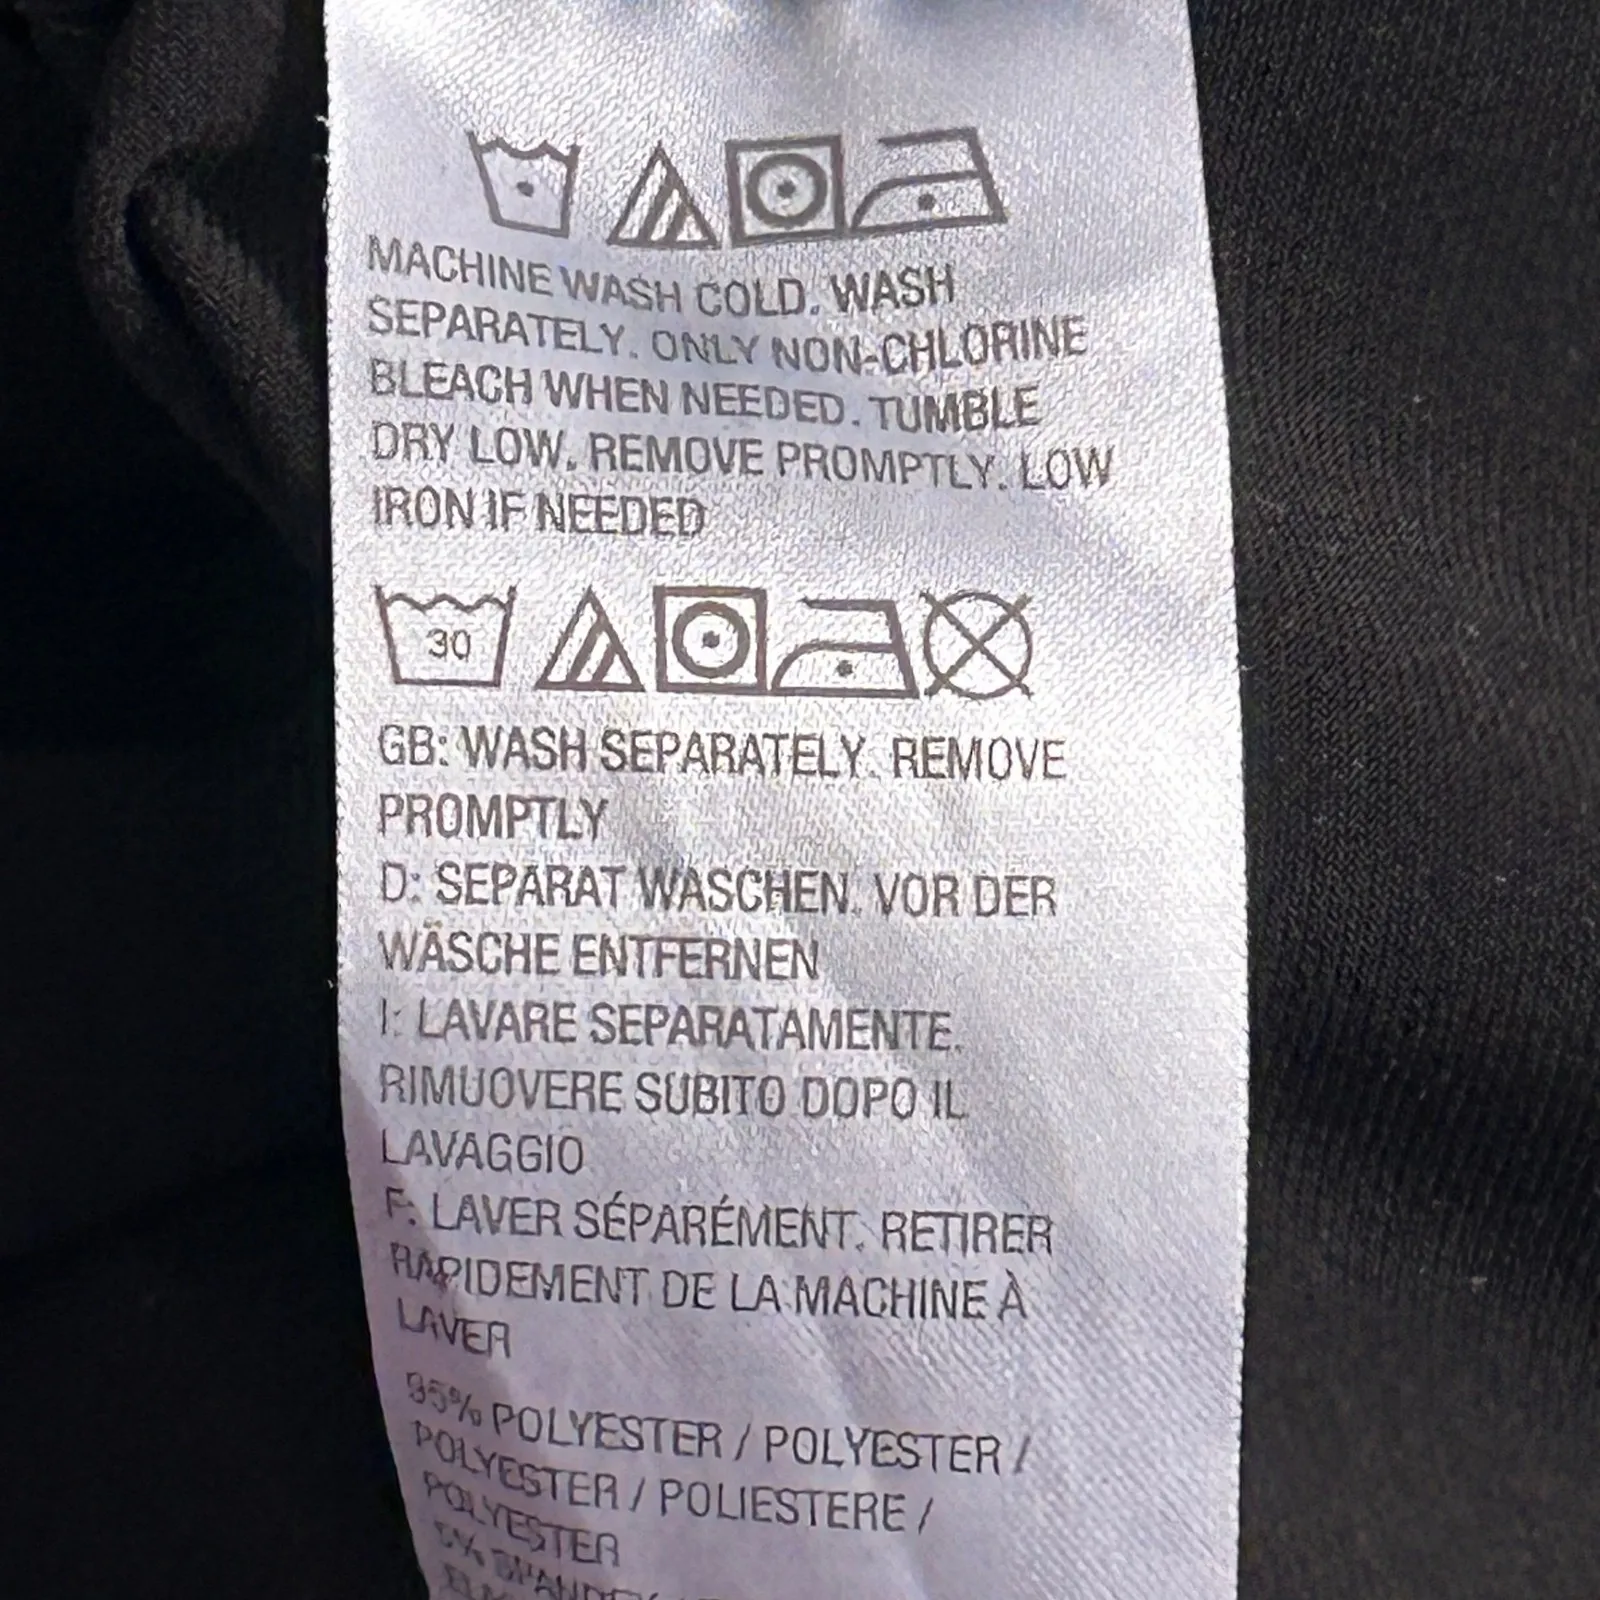 MACHINE WASH COLD. WASH
SEPARATELY. ONLY NON-CHLORINE
BLEACH WHEN NEEDED. TUMBLE
DRY LOW. REMOVE PROMPTLY. LOW
IRON IF NEEDED
30
GB: WASH SEPARATELY. REMOVE
PROMPTLY
D: SEPARAT WASCHEN. VOR DER
WÄSCHE ENTFERNEN
I: LAVARE SEPARATAMENTE.
RIMUOVERE SUBITO DOPO IL
LAVAGGIO
F: LAVER SÉPARÉMENT. RETIRER
RAPIDEMENT DE LA MACHINE À
LAVER
95% POLYESTER / POLYESTER /
POLYESTER / POLIESTERE /
POLYESTER
5% SPANDEX /